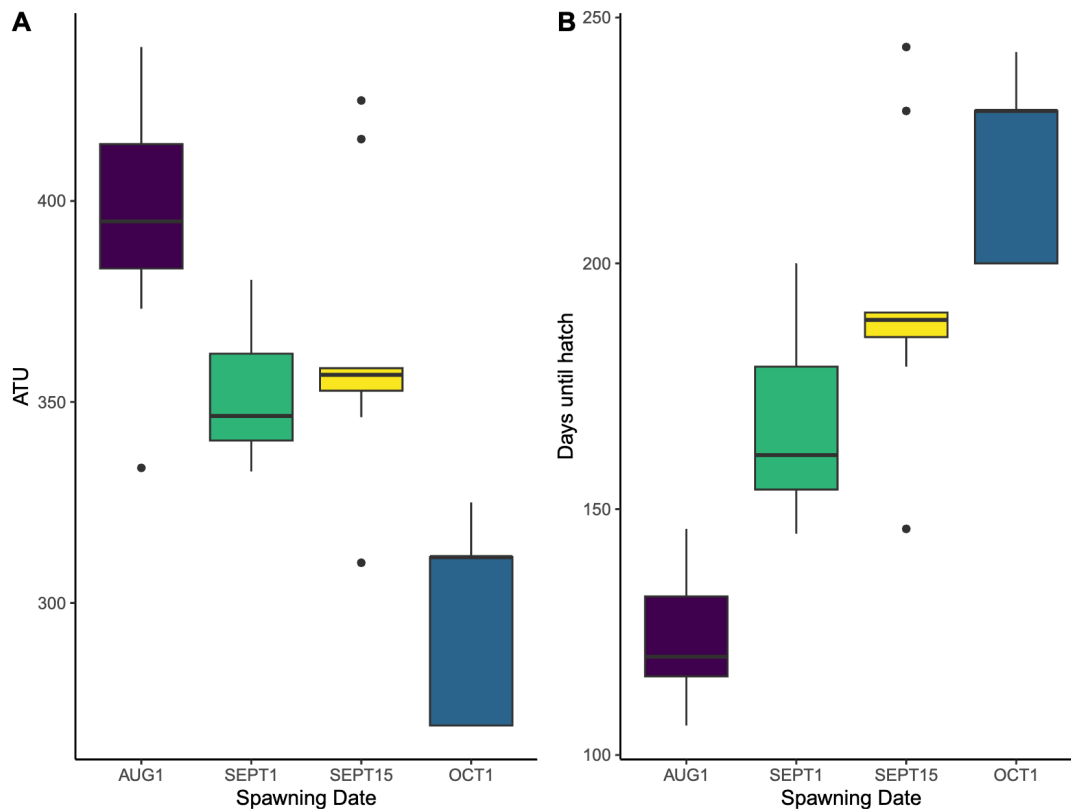 A
ATU
400
350
300
AUG1 SEPT1 SEPT15 OCT1
Spawning Date
B
Days until hatch
250
200
150
100
AUG1 SEPT1 SEPT15 OCT1
Spawning Date